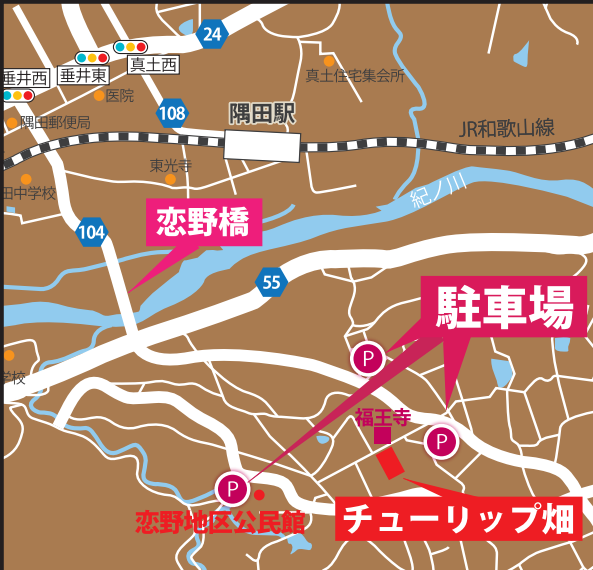 24
真土西
垂井東
垂井西
真土住宅集会所
医院
108
隅田駅
隅田郵便局
JR和歌山線
東光寺
田中学校
紀ノ川
恋野橋
104
55
駐車場
P
学校
福王寺
P
P
チューリップ畑
恋野地区公民館